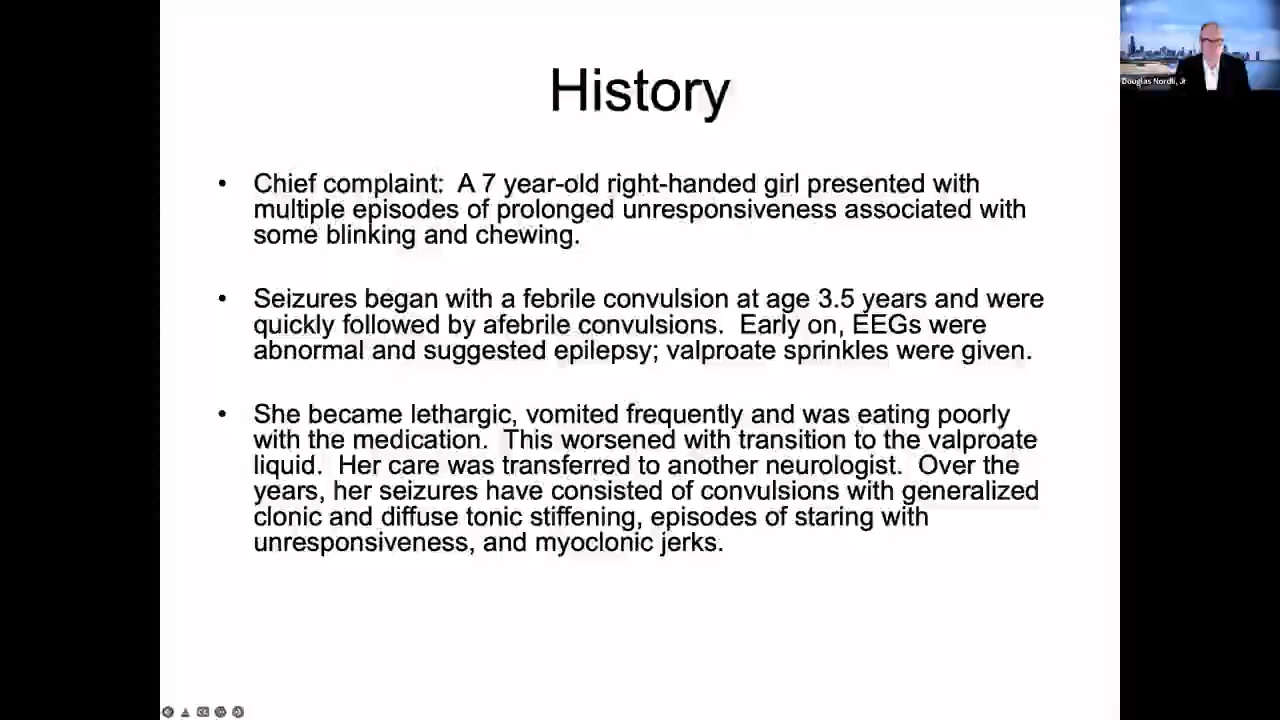 History
• Chief complaint: A 7 year-old right-handed girl presented with
multiple episodes of prolonged unresponsiveness associated with
some blinking and chewing.
• Seizures began with a febrile convulsion at age 3.5 years and were
quickly followed by afebrile convulsions. Early on, EEGs were
abnormal and suggested epilepsy; valproate sprinkles were given.
• She became lethargic, vomited frequently and was eating poorly
with the medication. This worsened with transition to the valproate
liquid. Her care was transferred to another neurologist. Over the
years, her seizures have consisted of convulsions with generalized
clonic and diffuse tonic stiffening, episodes of staring with
unresponsiveness, and myoclonic jerks.
Douglas Nordli, Jr